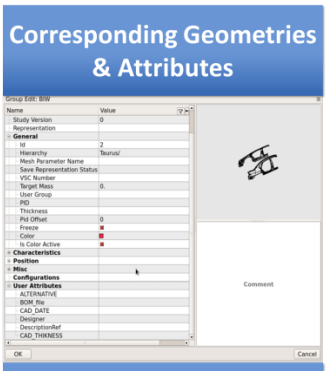 Corresponding Geometries
& Attributes
Group Edit: BIW
Name Value
Study Version 0
Representation
General
Id 2
Hierarchy Taurus/
Mesh Parameter Name
Save Representation Status
VSC Number
Target Mass 0.
User Group
PID
Thickness
Pid Offset 0
Freeze
Color
Is Color Active
Characteristics
Position
Misc
Configurations
User Attributes
ALTERNATIVE
BOM_file
CAD_DATE
Designer
DescriptionRef
CAD_THIKNESS
Comment
OK Cancel